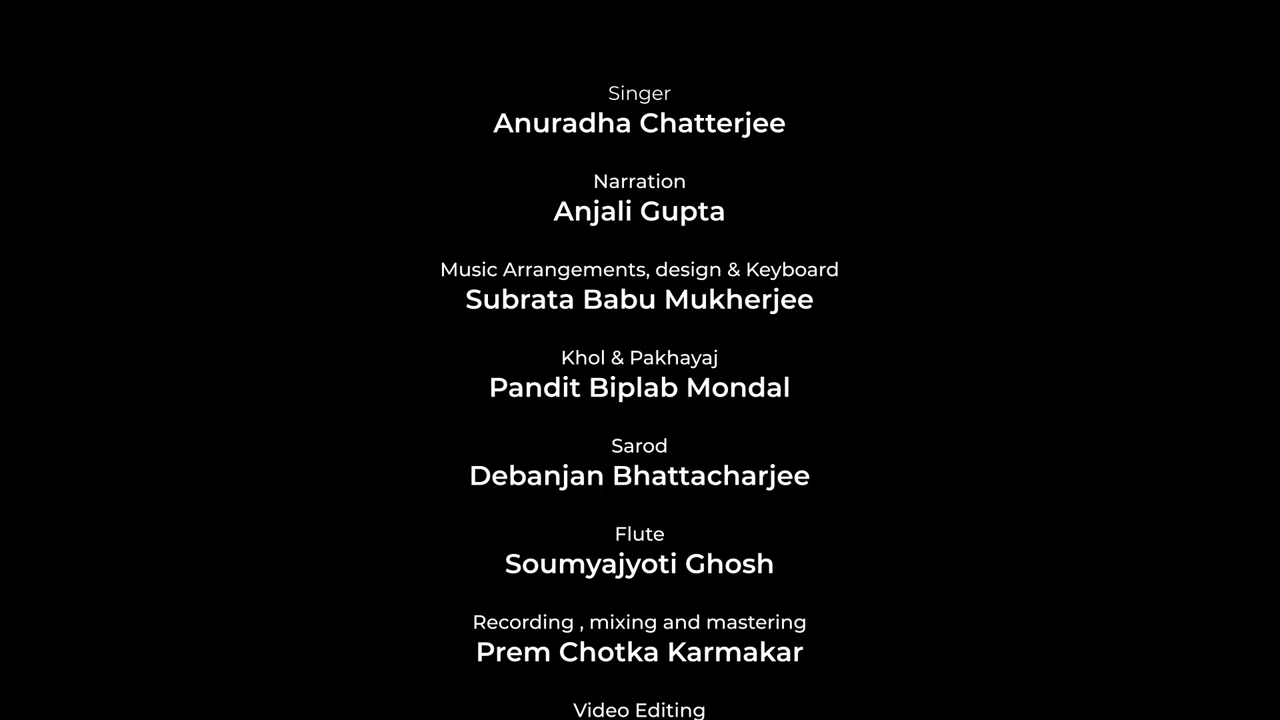 Singer
Anuradha Chatterjee
Narration
Anjali Gupta
Music Arrangements, design & Keyboard
Subrata Babu Mukherjee
Khol & Pakhayaj
Pandit Biplab Mondal
Sarod
Debanjan Bhattacharjee
Flute
Soumyajyoti Ghosh
Recording , mixing and mastering
Prem Chotka Karmakar
Video Editing